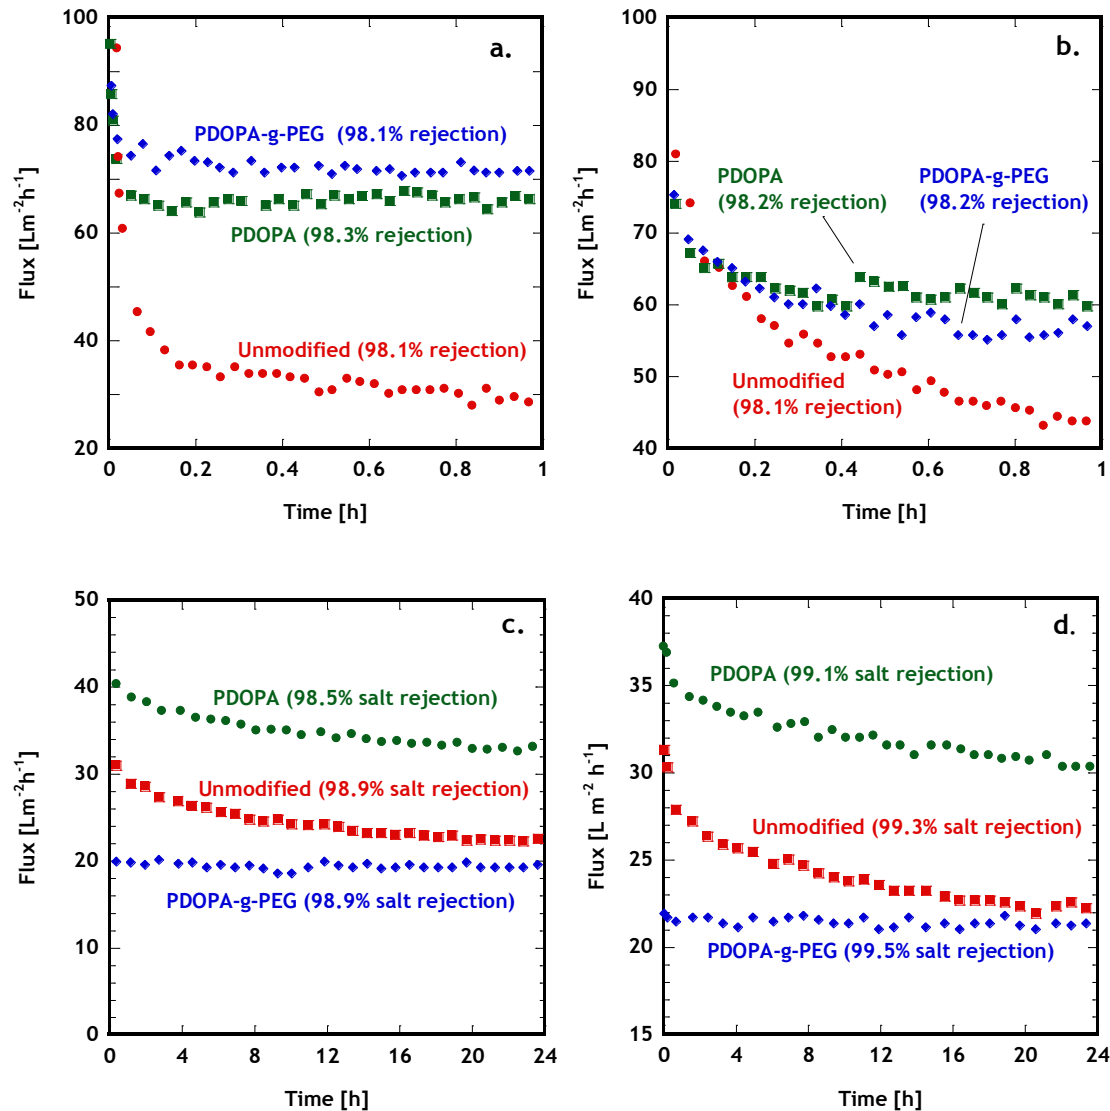 a.
100
80
60
40
20
Flux [Lm⁻²h⁻¹]
PDOPA-g-PEG (98.1% rejection)
PDOPA (98.3% rejection)
Unmodified (98.1% rejection)
0 0.2 0.4 0.6 0.8 1
Time [h]
b.
100
90
80
70
60
50
40
Flux [Lm⁻²h⁻¹]
PDOPA
(98.2% rejection)
PDOPA-g-PEG
(98.2% rejection)
Unmodified
(98.1% rejection)
0 0.2 0.4 0.6 0.8 1
Time [h]
c.
50
40
30
20
10
0
Flux [Lm⁻²h⁻¹]
PDOPA (98.5% salt rejection)
Unmodified (98.9% salt rejection)
PDOPA-g-PEG (98.9% salt rejection)
0 4 8 12 16 20 24
Time [h]
d.
40
35
30
25
20
15
Flux [L m⁻² h⁻¹]
PDOPA (99.1% salt rejection)
Unmodified (99.3% salt rejection)
PDOPA-g-PEG (99.5% salt rejection)
0 4 8 12 16 20 24
Time [h]